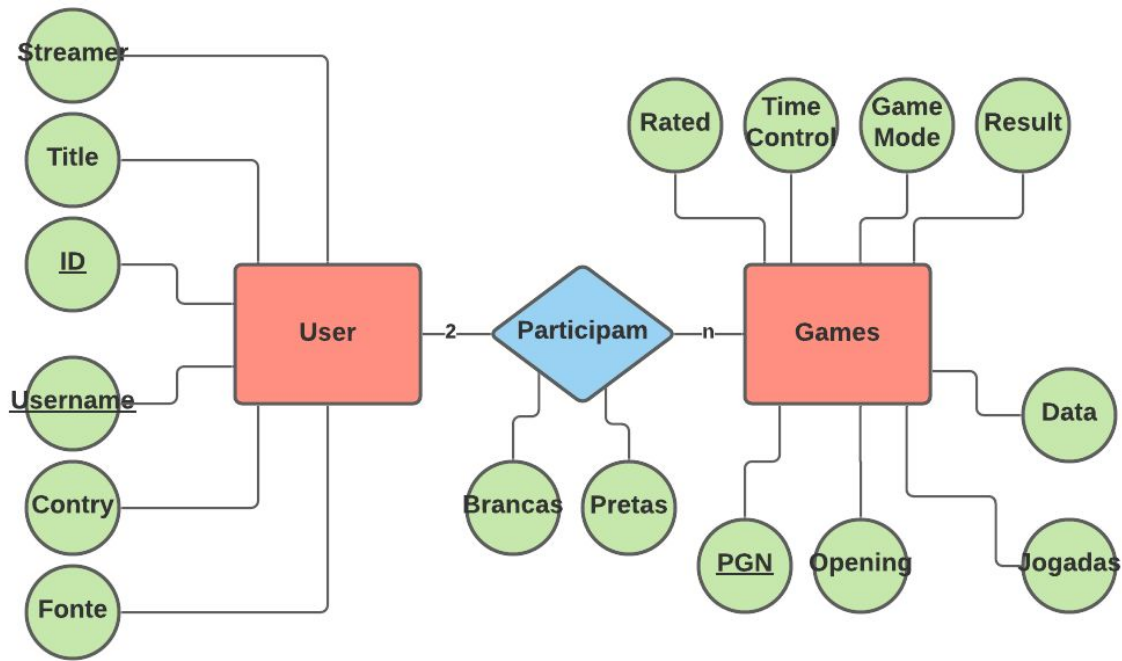 Streamer
Title
ID
Username
Contry
Fonte
User
2
Participam
n
Brancas
Pretas
Rated
Time
Control
Game
Mode
Result
Games
Data
Jogadas
PGN
Opening